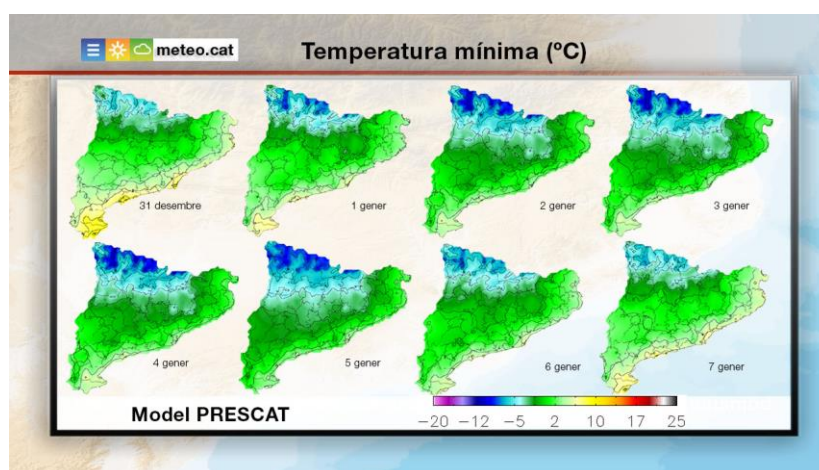 meteo.cat
Temperatura mínima (ºC)
31 desembre
1 gener
2 gener
3 gener
4 gener
5 gener
6 gener
7 gener
Model PRESCAT
−20 −12 −5 2 10 17 25